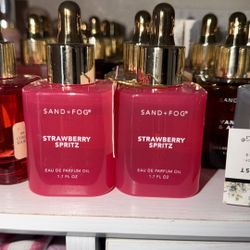 SAND+FOG®
STRAWBERRY
SPRITZ
EAU DE PARFUM OIL
1.7 FL OZ
SAND+FOG®
STRAWBERRY
SPRITZ
EAU DE PARFUM OIL
1.7 FL OZ